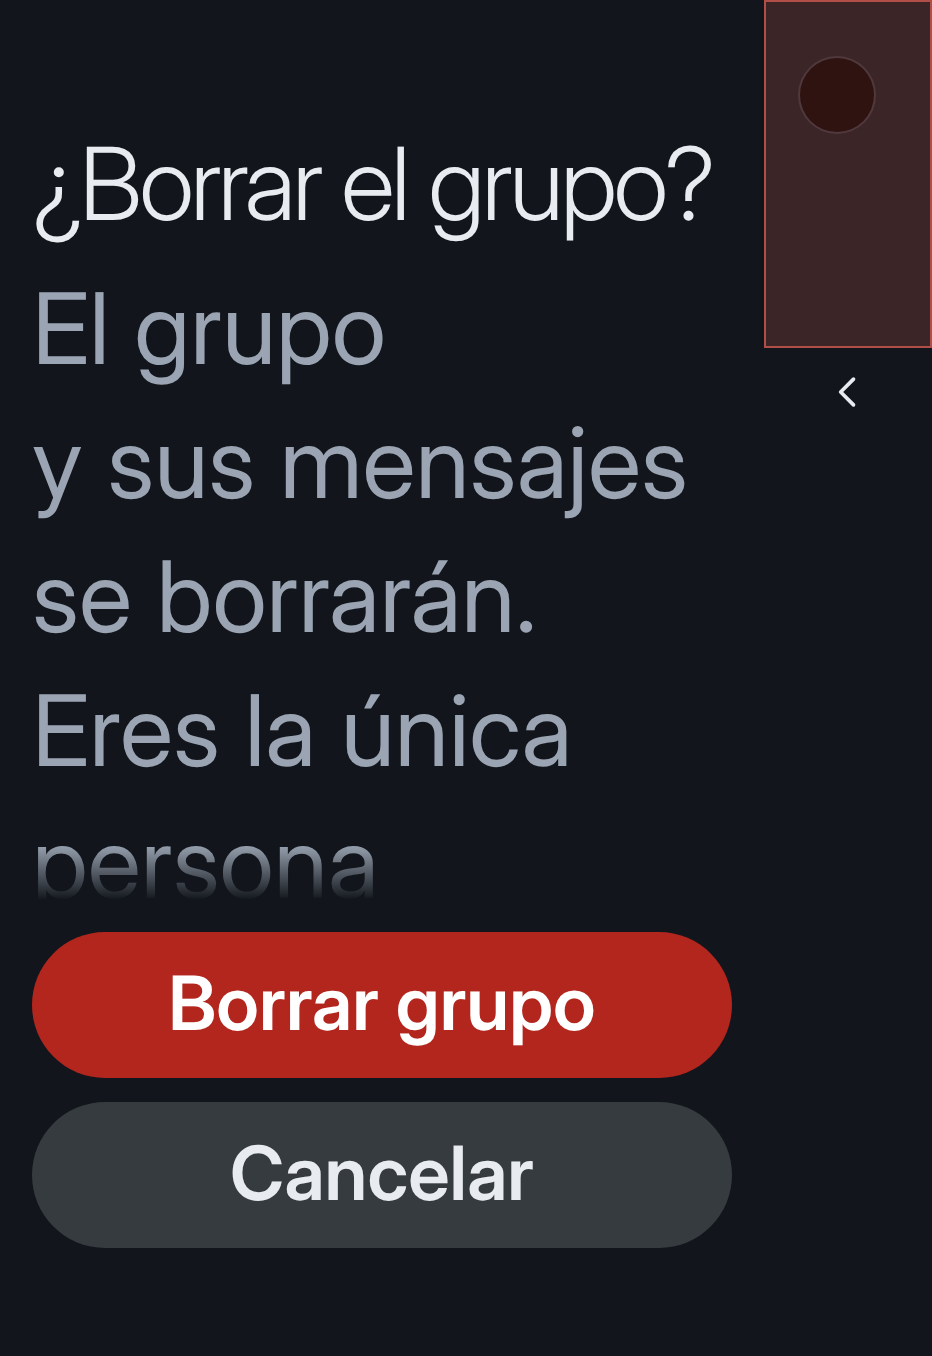 ¿Borrar el grupo?
El grupo
y sus mensajes
se borrarán.
Eres la única
persona
Borrar grupo
Cancelar